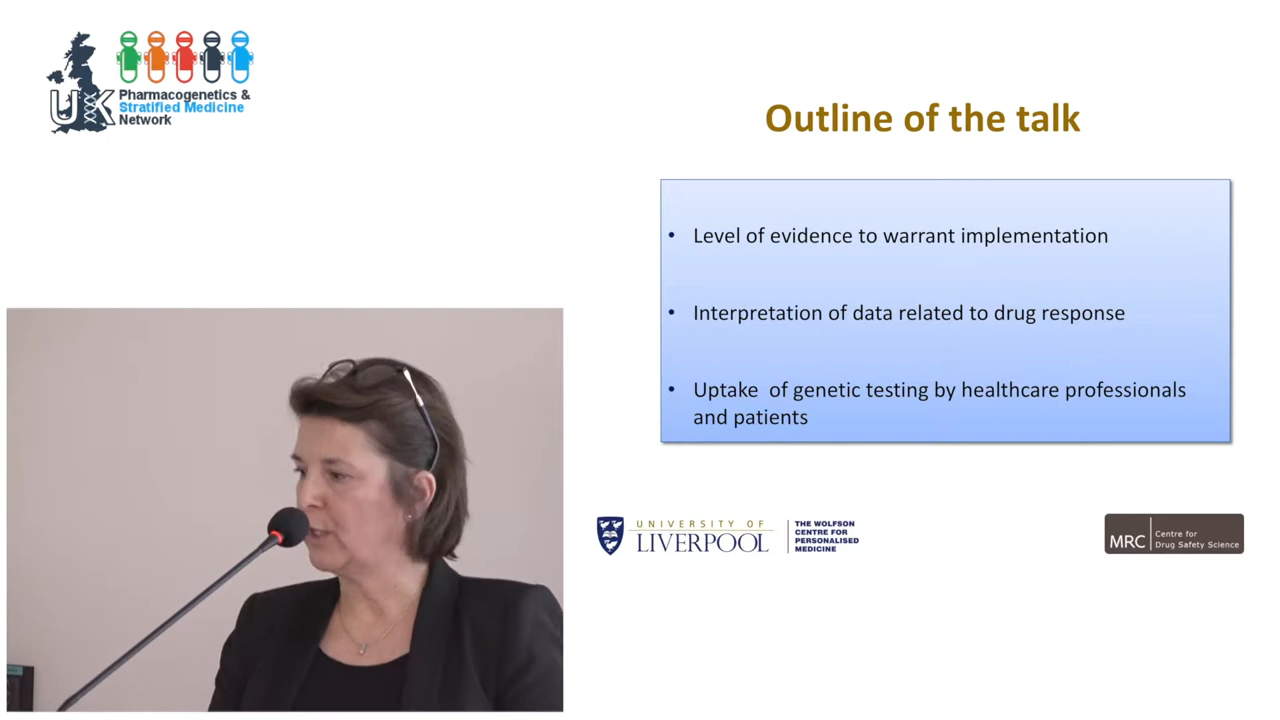 UK
Pharmacogenetics &
Stratified Medicine
Network
Outline of the talk
• Level of evidence to warrant implementation
• Interpretation of data related to drug response
• Uptake of genetic testing by healthcare professionals
and patients
UNIVERSITY OF
LIVERPOOL
THE WOLFSON
CENTRE FOR
PERSONALISED
MEDICINE
MRC
Centre for
Drug Safety Science